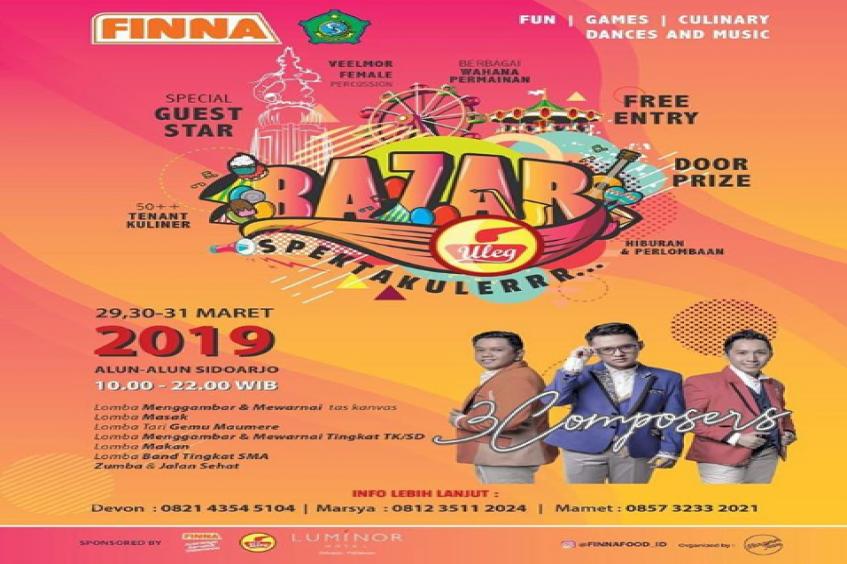 FINNA
FUN | GAMES | CULINARY
DANCES AND MUSIC
VEELMOR
FEMALE
PERCUSSION
BERBAGAI
WAHANA
PERMAINAN
SPECIAL
GUEST
STAR
FREE
ENTRY
DOOR
PRIZE
50++
TENANT
KULINER
BAZAR
Uleg
SPEKTAKULERRR...
HIBURAN
& PERLOMBAAN
29,30-31 MARET
2019
ALUN-ALUN SIDOARJO
10.00 - 22.00 WIB
Lomba Menggambar & Mewarnai tas kanvas
Lomba Masak
Lomba Tari Gemu Maumere
Lomba Menggambar & Mewarnai Tingkat TK/SD
Lomba Makan
Lomba Band Tingkat SMA
Zumba & Jalan Sehat
3Composers
INFO LEBIH LANJUT :
Devon : 0821 4354 5104 | Marsya : 0812 3511 2024 | Mamet : 0857 3233 2021
SPONSORED BY
FINNA
Uleg
LUMINOR
HOTEL
@FINNAFOOD_ID
Organized by :